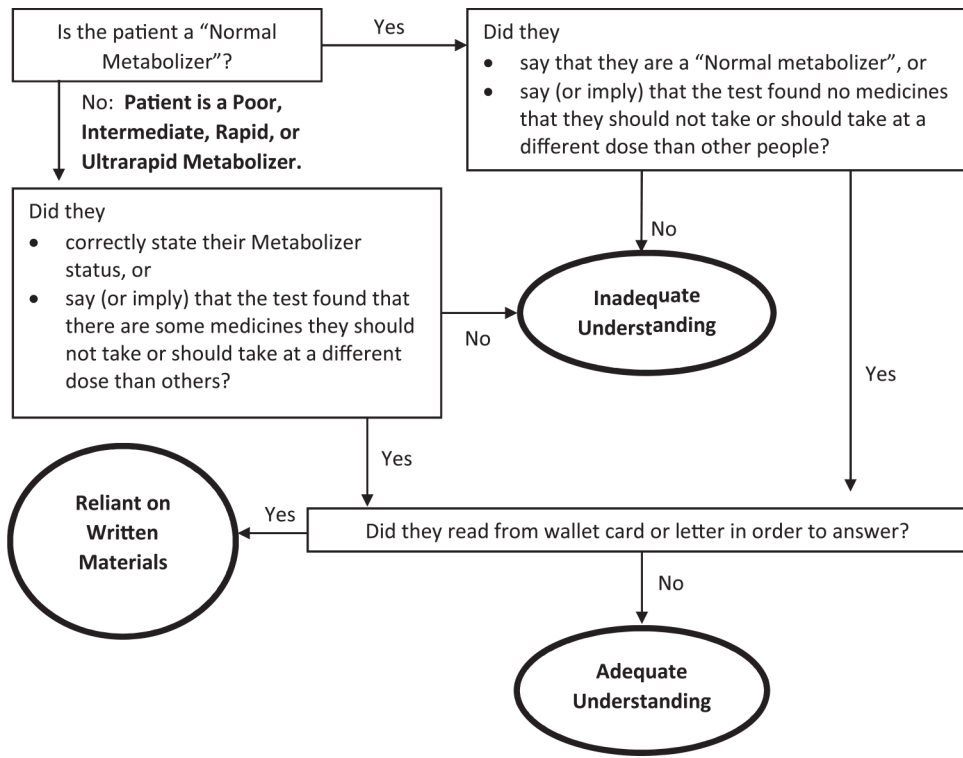 Is the patient a “Normal
Metabolizer”?
Yes
Did they
• say that they are a “Normal metabolizer”, or
• say (or imply) that the test found no medicines
that they should not take or should take at a
different dose than other people?
No: Patient is a Poor,
Intermediate, Rapid, or
Ultrarapid Metabolizer.
Did they
• correctly state their Metabolizer
status, or
• say (or imply) that the test found that
there are some medicines they should
not take or should take at a different
dose than others?
No
Inadequate
Understanding
No
Yes
Yes
Reliant on
Written
Materials
Yes
Did they read from wallet card or letter in order to answer?
No
Adequate
Understanding